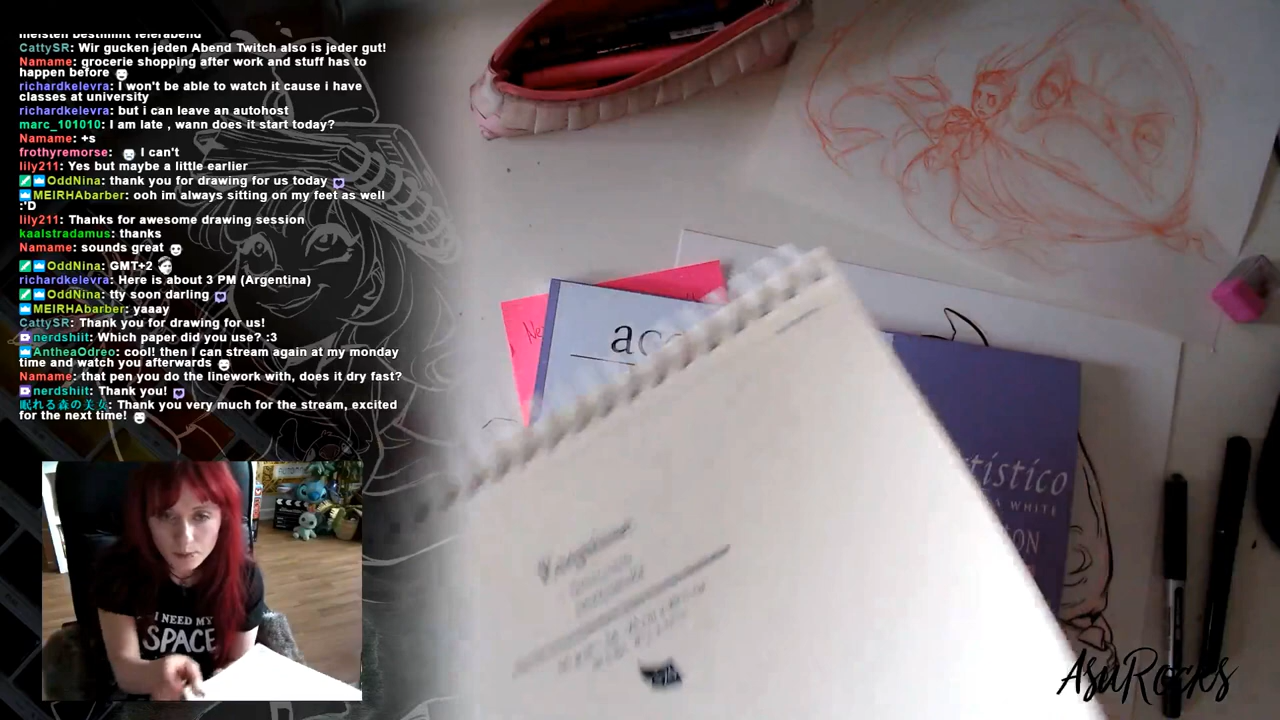 CattySR: Wir gucken jeden Abend Twitch also is jeder gut!
Namame: grocerie shopping after work and stuff has to
happen before
richardkelevra: I won't be able to watch it cause i have
classes at university
richardkelevra: but i can leave an autohost
marc_101010: I am late , wann does it start today?
Namame: +s
frothyremorse: I can't
lily211: Yes but maybe a little earlier
OddNina: thank you for drawing for us today
MEIRHAbarber: ooh im always sitting on my feet as well
:'D
lily211: Thanks for awesome drawing session
kaalstradamus: thanks
Namame: sounds great
OddNina: GMT+2
richardkelevra: Here is about 3 PM (Argentina)
OddNina: tty soon darling
MEIRHAbarber: yaaay
CattySR: Thank you for drawing for us!
nerdshiit: Which paper did you use? :3
AntheaOdreo: cool! then I can stream again at my monday
time and watch you afterwards
Namame: that pen you do the linework with, does it dry fast?
nerdshiit: Thank you!
眠れる森の美女: Thank you very much for the stream, excited
for the next time!
I NEED MY
SPACE
tístico
A WHITE
ON
AsuRocks